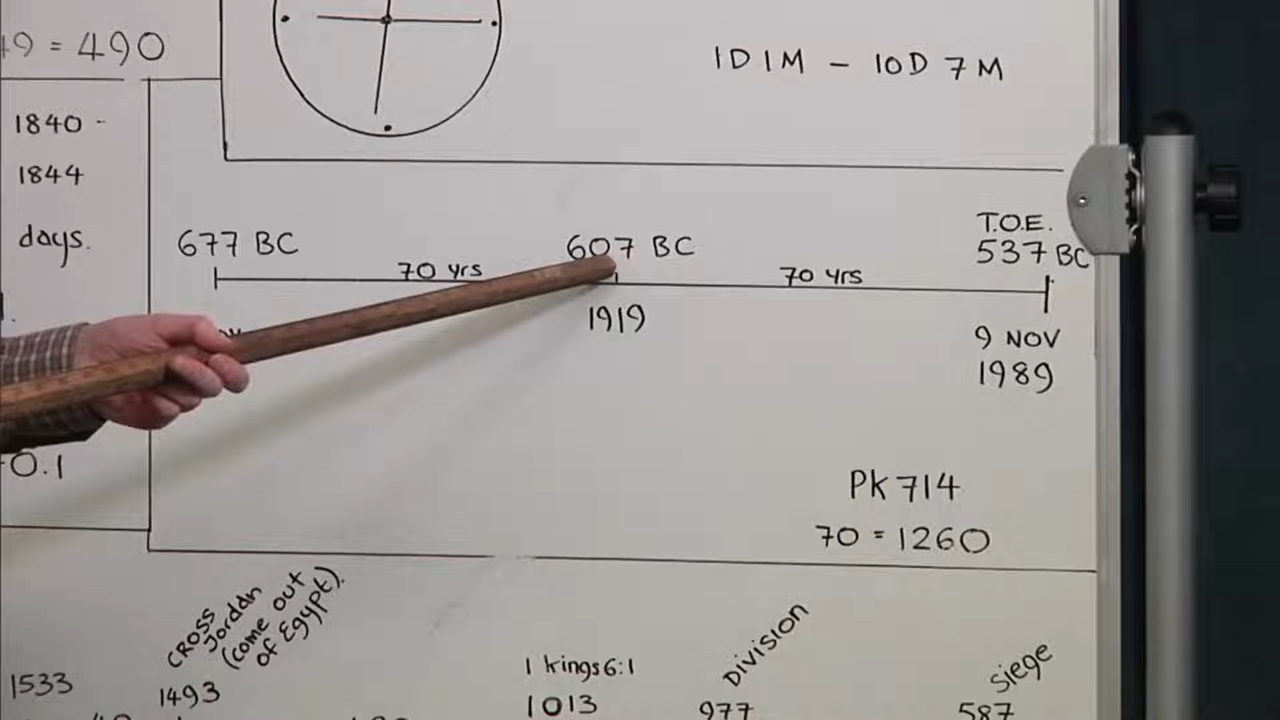 49 = 490
1D1M - 10D 7M
1840 -
1844
days.
677 BC
70 yrs
607 BC
70 yrs
T.O.E.
537 BC
1919
9 NOV
1989
0.1
PK 714
70 = 1260
CROSS
Jordan
(come out
of Egypt).
1533
1493
1 kings 6:1
1013
DIVISION
977
Siege
587